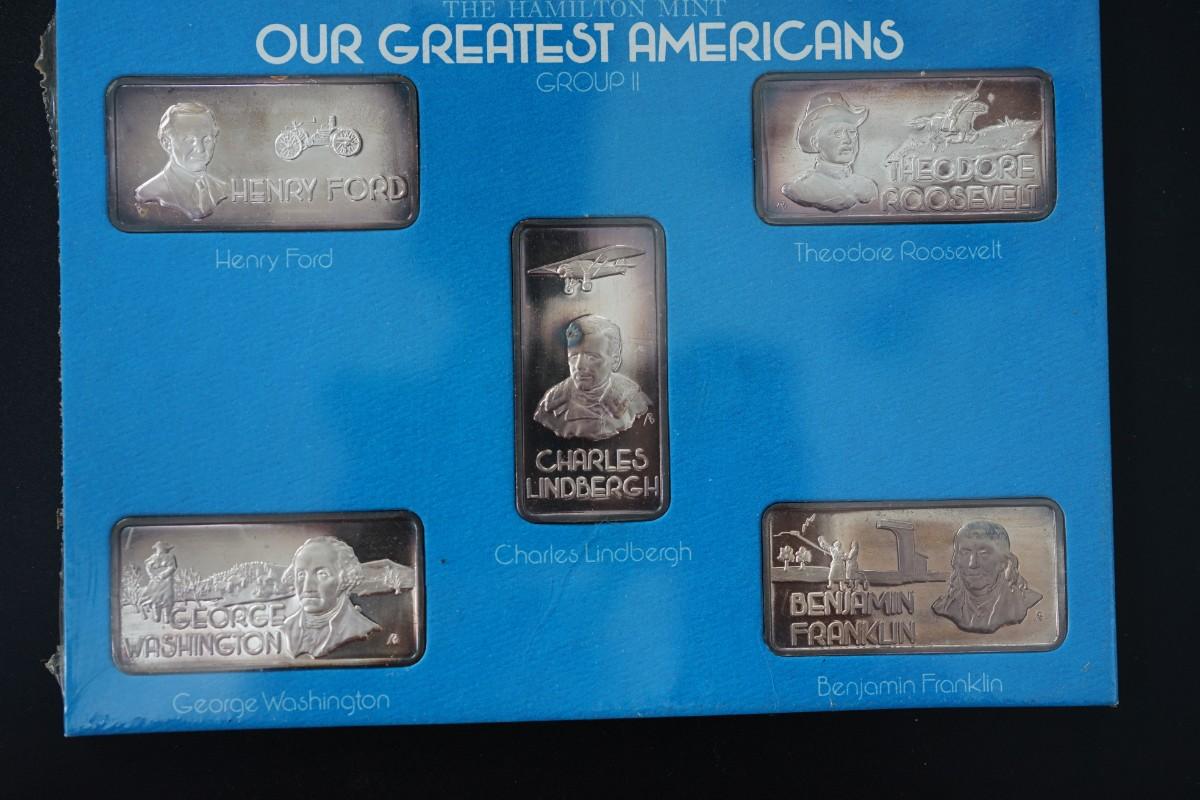 THE HAMILTON MINT
OUR GREATEST AMERICANS
GROUP II
HENRY FORD
Henry Ford
THEODORE
ROOSEVELT
Theodore Roosevelt
CHARLES
LINDBERGH
Charles Lindbergh
GEORGE
WASHINGTON
George Washington
BENJAMIN
FRANKLIN
Benjamin Franklin